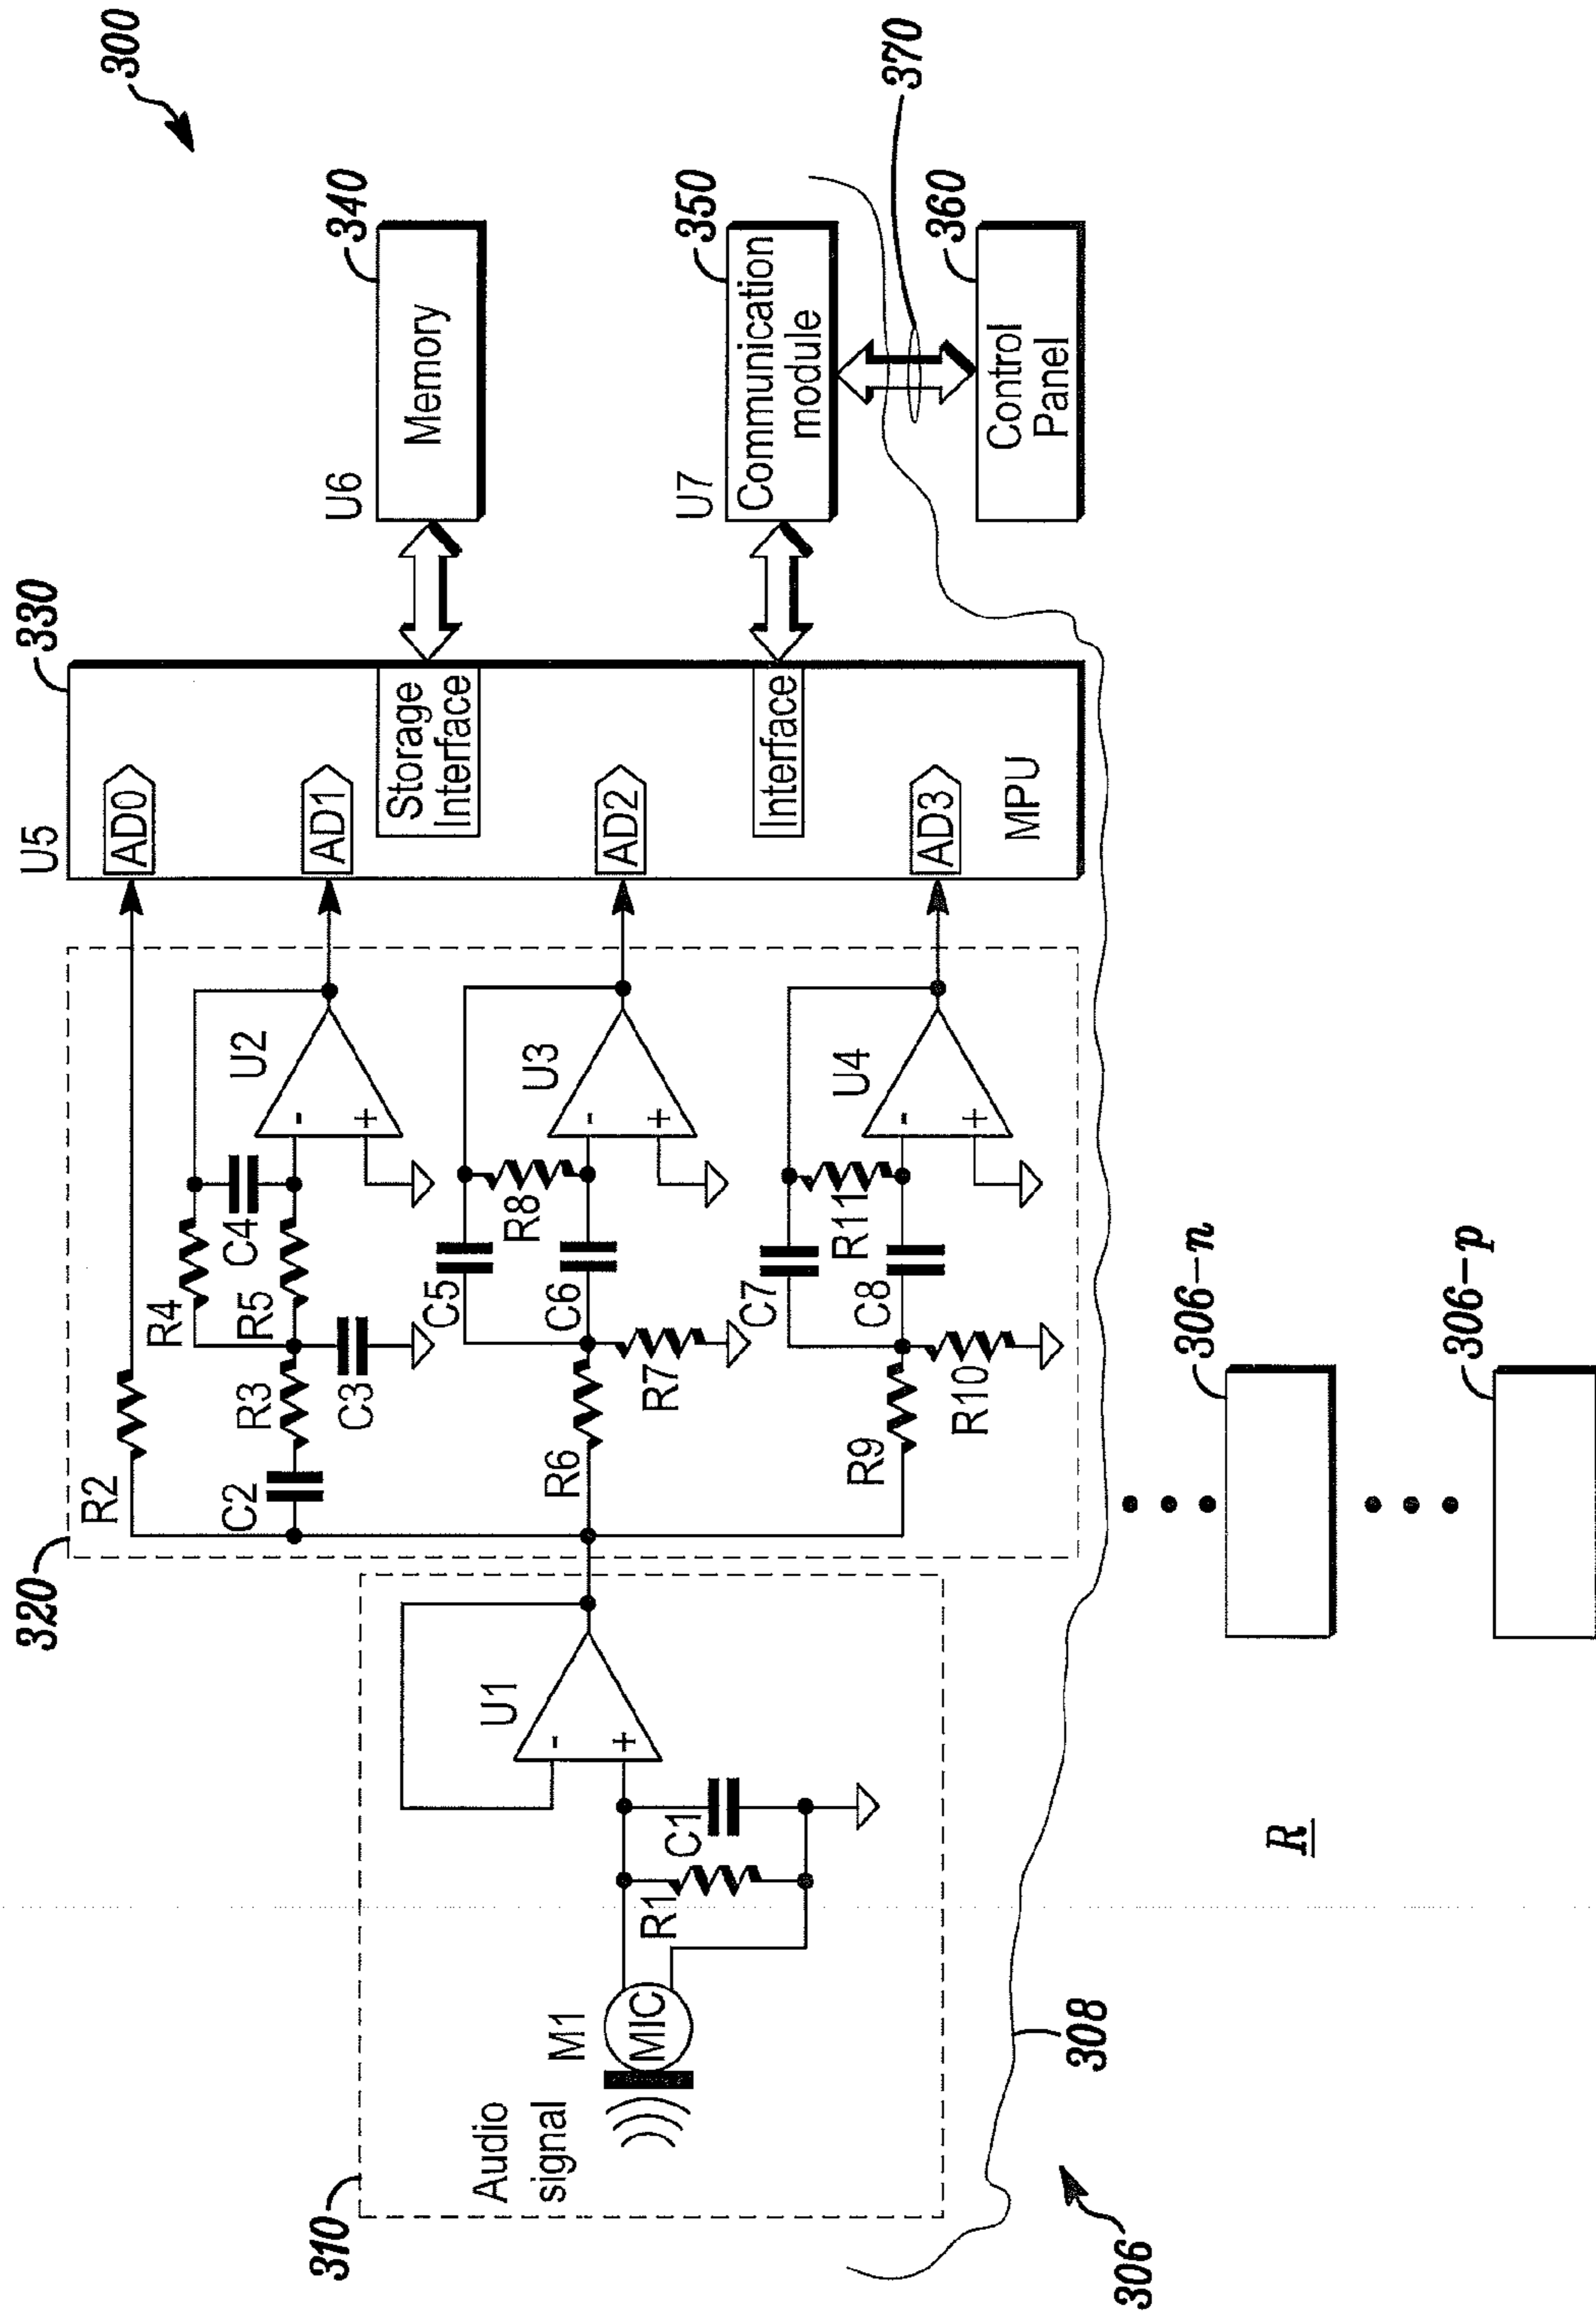 300
320
330
340
350
360
370
310
308
306
306-n
306-p
R
Audio
signal
M1
MIC
R1
C1
U1
-
+
R2
C2
R3
C3
R4
R5
C4
U2
-
+
R6
R7
C5
C6
R8
U3
-
+
R9
R10
C7
C8
R11
U4
-
+
U5
AD0
AD1
Storage
Interface
AD2
Interface
AD3
MPU
U6
Memory
U7
Communication
module
Control
Panel